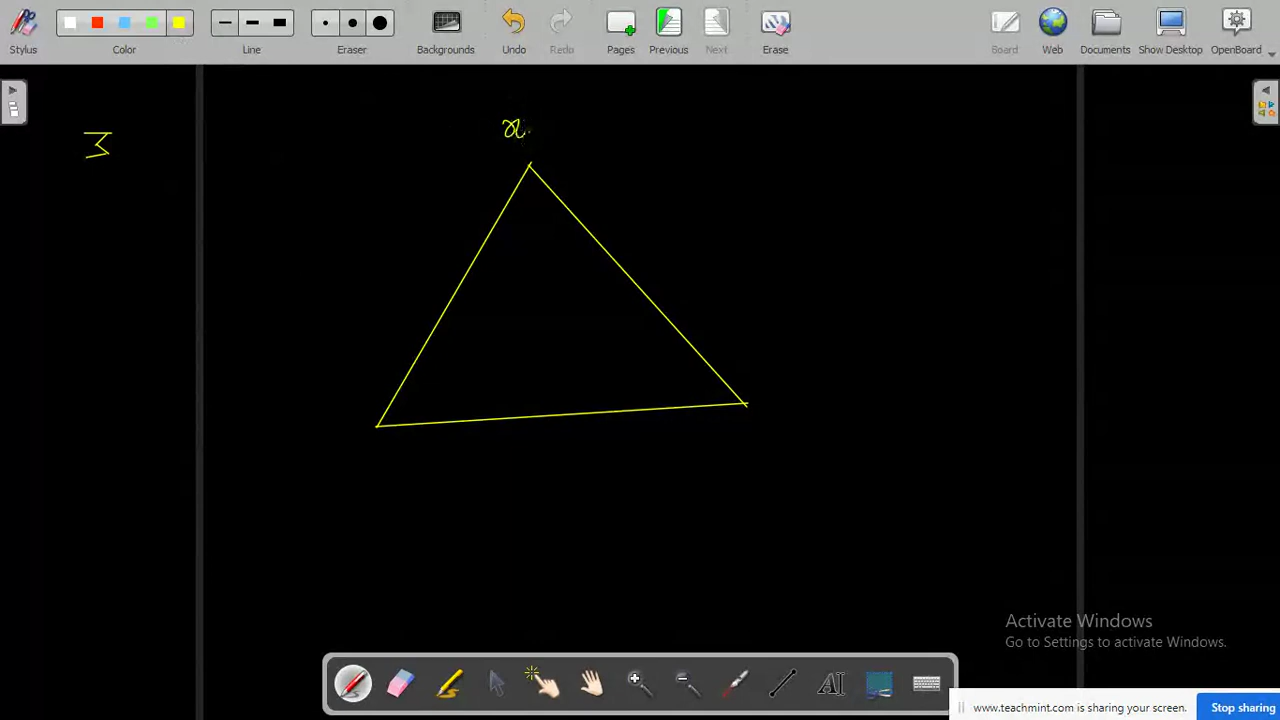 Stylus Color Line Eraser Backgrounds Undo Redo Pages Previous Next Erase Board Web Documents Show Desktop OpenBoard
x
Σ
Activate Windows
Go to Settings to activate Windows.
AI
www.teachmint.com is sharing your screen. Stop sharing